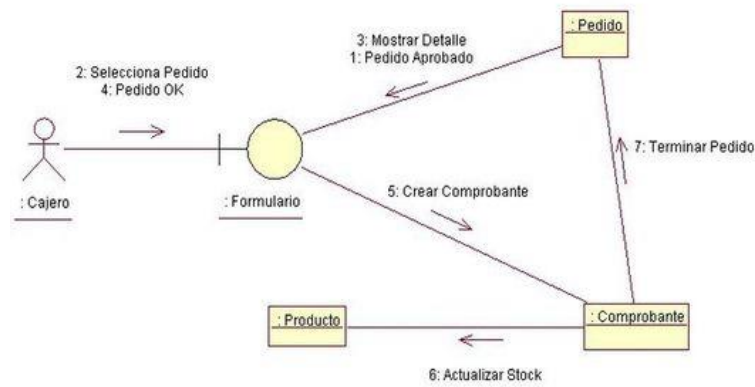 : Pedido
3: Mostrar Detalle
1: Pedido Aprobado
2: Selecciona Pedido
4: Pedido OK
7: Terminar Pedido
: Cajero
: Formulario
5: Crear Comprobante
: Producto
: Comprobante
6: Actualizar Stock